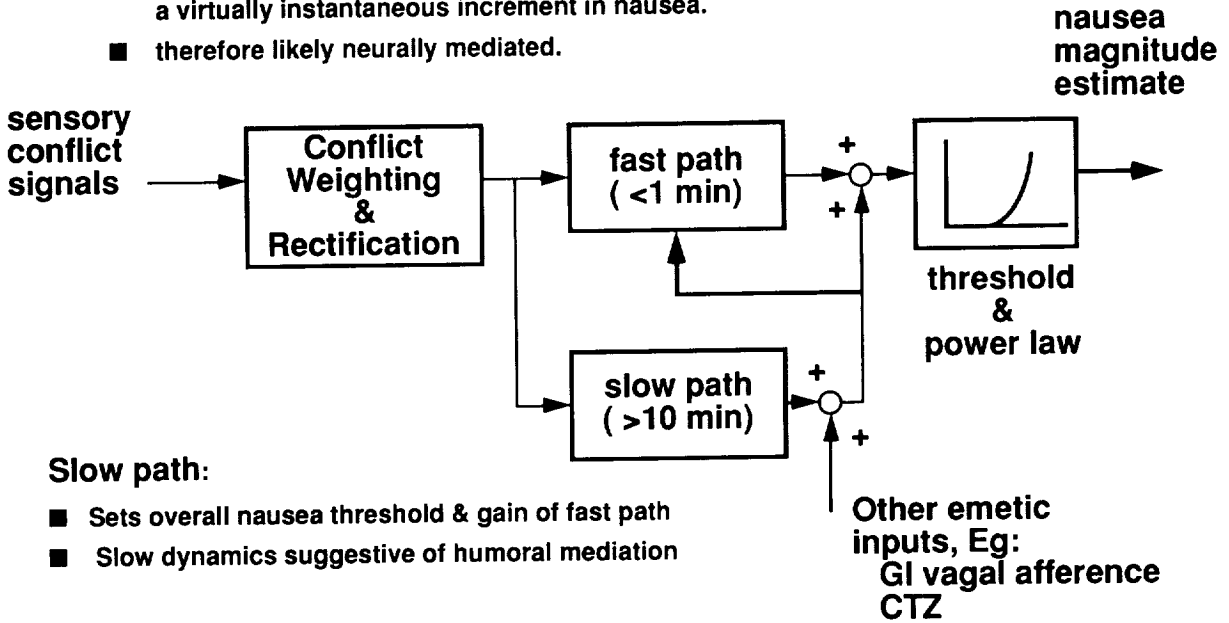 a virtually instantaneous increment in nausea.
■ therefore likely neurally mediated.
nausea
magnitude
estimate
sensory
conflict
signals
Conflict
Weighting
&
Rectification
fast path
( <1 min)
+
+
threshold
&
power law
slow path
( >10 min)
+
+
Slow path:
■ Sets overall nausea threshold & gain of fast path
■ Slow dynamics suggestive of humoral mediation
Other emetic
inputs, Eg:
GI vagal afference
CTZ